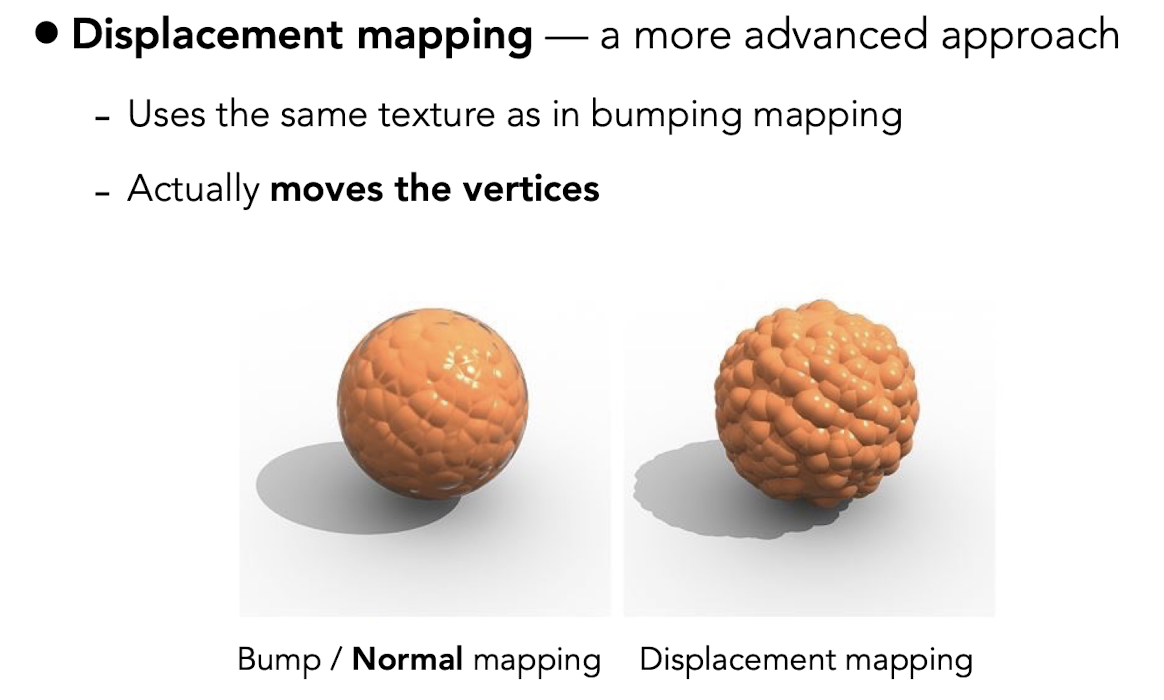 ● Displacement mapping — a more advanced approach
- Uses the same texture as in bumping mapping
- Actually moves the vertices
Bump / Normal mapping Displacement mapping